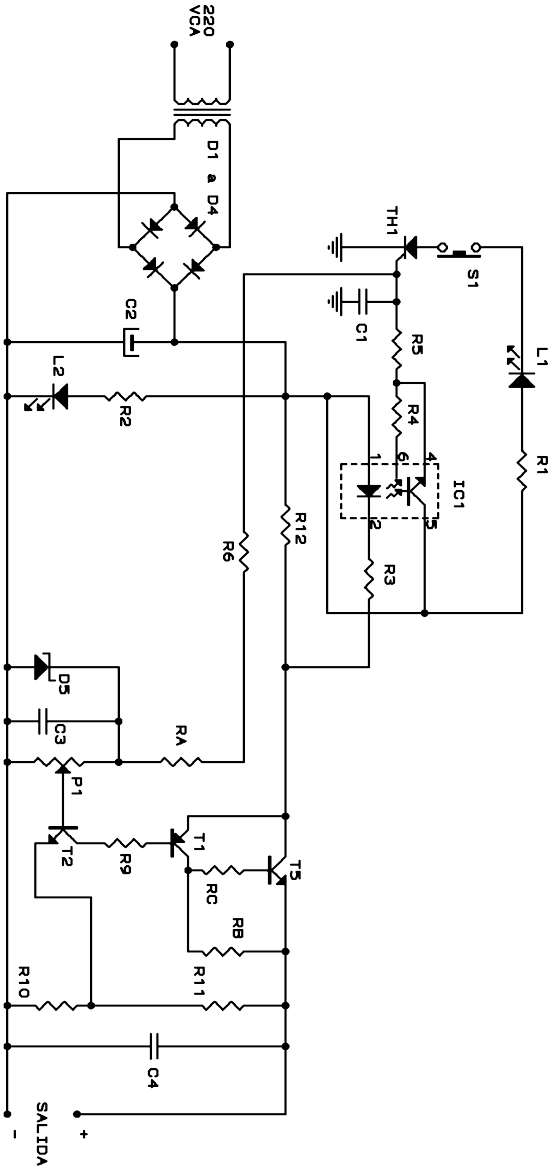 220
VCA
D1 a D4
TH1
S1
L1
R1
C1
R5
R4
4
6
1
5
2
IC1
R3
C2
L2
R2
R12
R6
D5
C3
RA
P1
T2
R9
T1
RC
T5
RB
R10
R11
C4
SALIDA
+
-